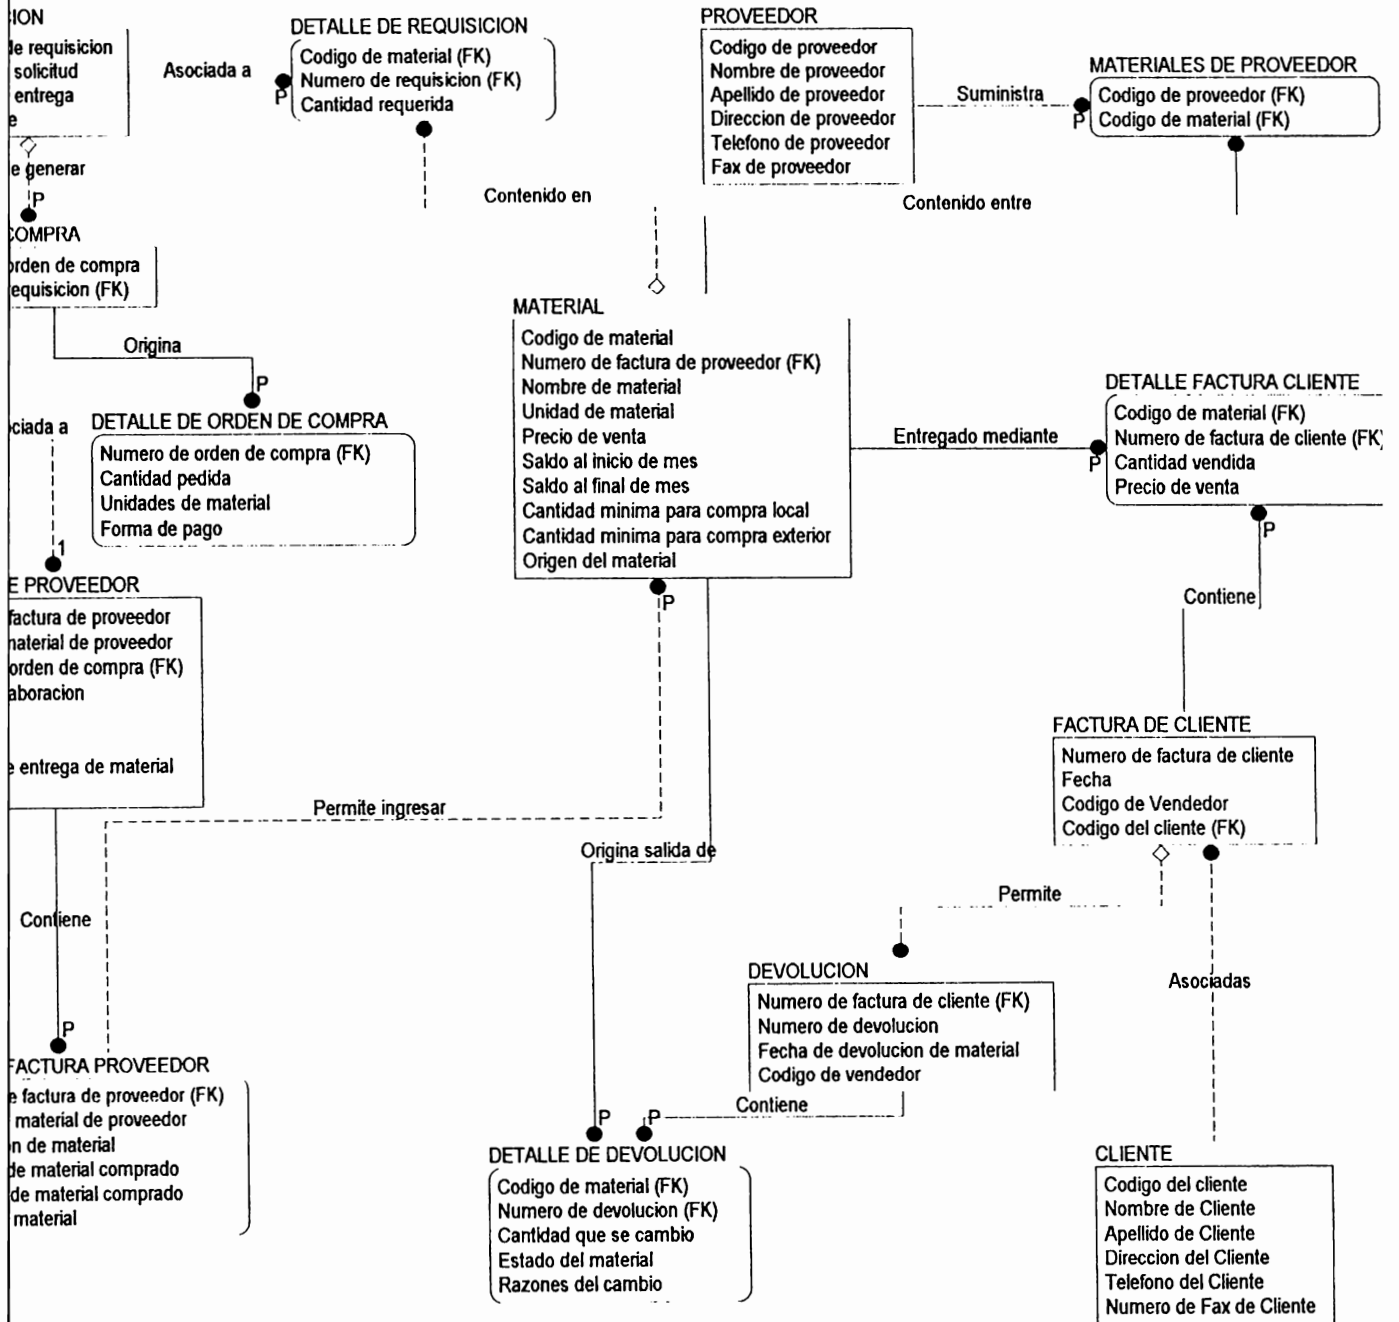 DETALLE DE REQUISICION
Codigo de material (FK)
Numero de requisicion (FK)
Cantidad requerida
PROVEEDOR
Codigo de proveedor
Nombre de proveedor
Apellido de proveedor
Direccion de proveedor
Telefono de proveedor
Fax de proveedor
MATERIALES DE PROVEEDOR
Codigo de proveedor (FK)
Codigo de material (FK)
ION
de requisicion
solicitud
entrega
e
Asociada a
P
Suministra
P
e generar
P
Contenido en
Contenido entre
COMPRA
orden de compra
equisicion (FK)
Origina
P
MATERIAL
Codigo de material
Numero de factura de proveedor (FK)
Nombre de material
Unidad de material
Precio de venta
Saldo al inicio de mes
Saldo al final de mes
Cantidad minima para compra local
Cantidad minima para compra exterior
Origen del material
P
Entregado mediante
P
DETALLE FACTURA CLIENTE
Codigo de material (FK)
Numero de factura de cliente (FK)
Cantidad vendida
Precio de venta
P
ociada a
1
DETALLE DE ORDEN DE COMPRA
Numero de orden de compra (FK)
Cantidad pedida
Unidades de material
Forma de pago
E PROVEEDOR
factura de proveedor
material de proveedor
orden de compra (FK)
aboracion
e entrega de material
Contiene
FACTURA DE CLIENTE
Numero de factura de cliente
Fecha
Codigo de Vendedor
Codigo del cliente (FK)
Permite ingresar
Origina salida de
Permite
Contiene
P
Asociadas
DEVOLUCION
Numero de factura de cliente (FK)
Numero de devolucion
Fecha de devolucion de material
Codigo de vendedor
Contiene
P
P
FACTURA PROVEEDOR
e factura de proveedor (FK)
material de proveedor
n de material
de material comprado
de material comprado
material
DETALLE DE DEVOLUCION
Codigo de material (FK)
Numero de devolucion (FK)
Cantidad que se cambio
Estado del material
Razones del cambio
CLIENTE
Codigo del cliente
Nombre de Cliente
Apellido de Cliente
Direccion del Cliente
Telefono del Cliente
Numero de Fax de Cliente